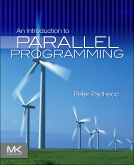 An Introduction to
PARALLEL
PROGRAMMING
Peter Pacheco
MK